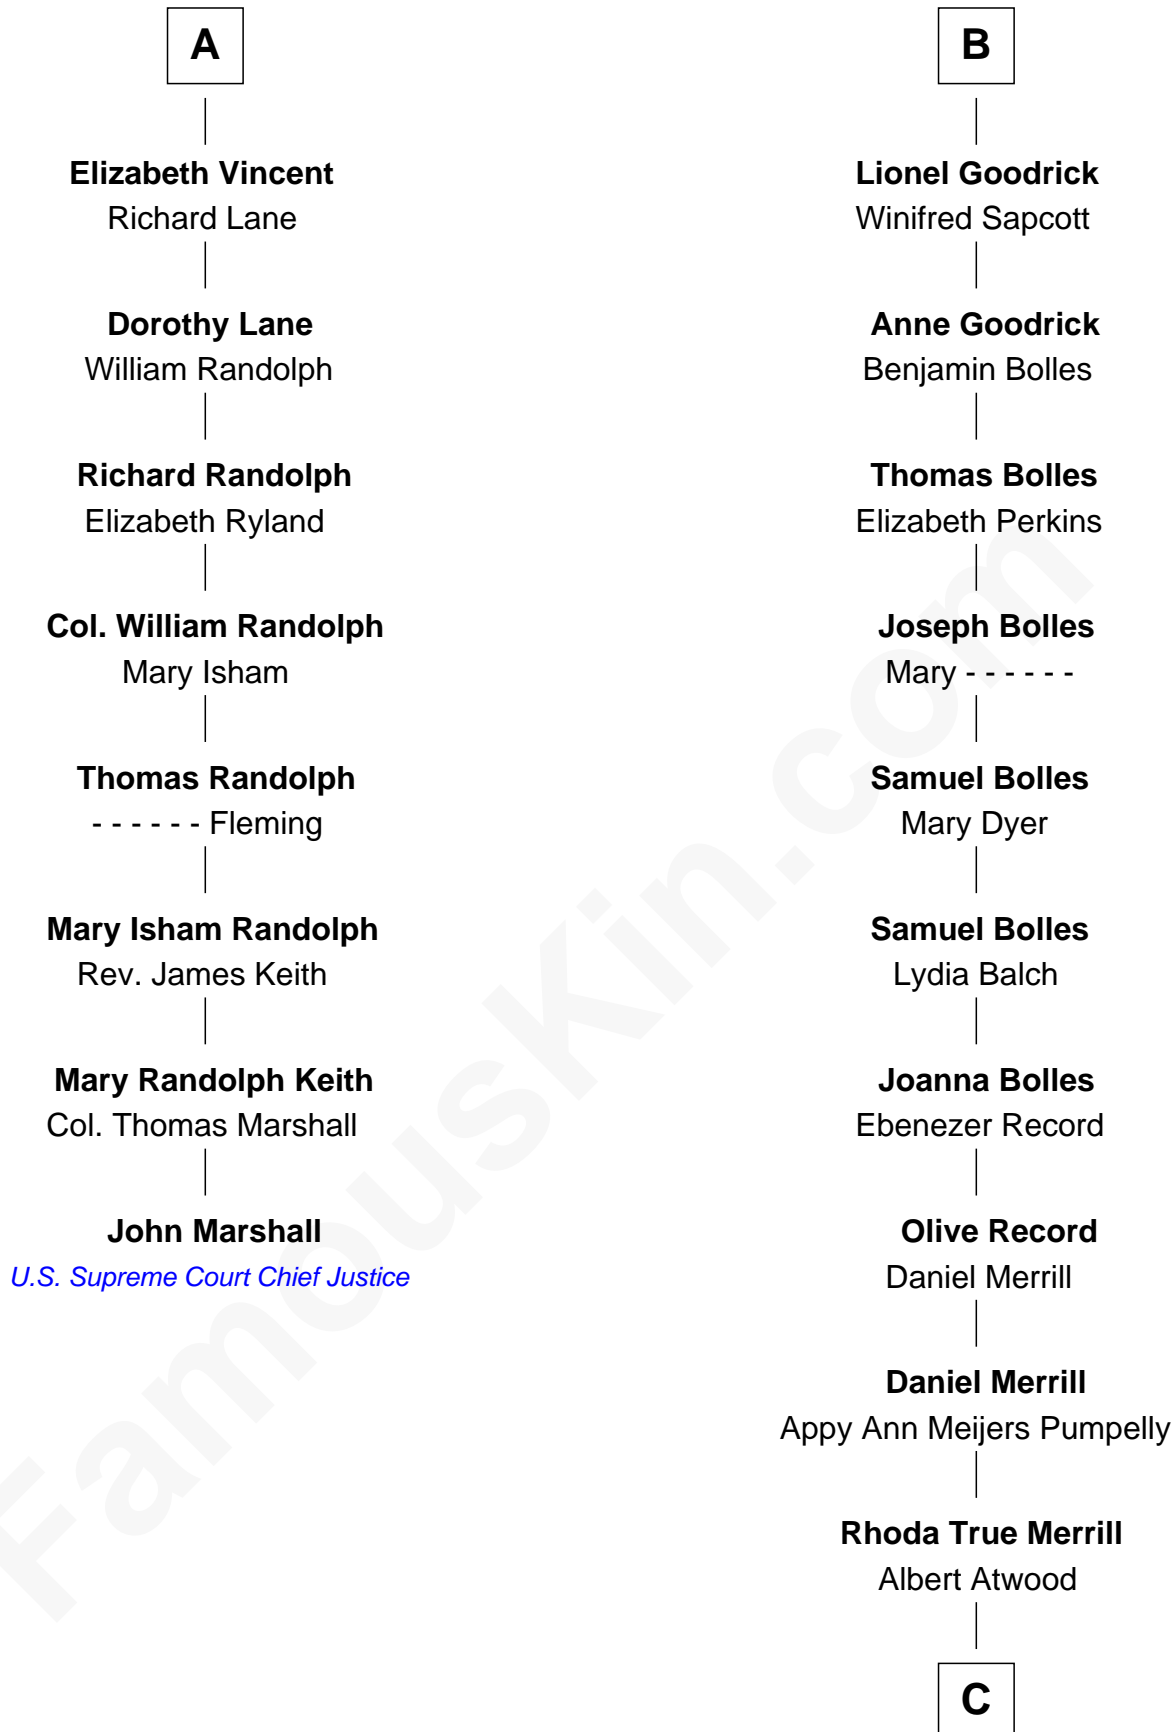 A
Elizabeth Vincent
Richard Lane
Dorothy Lane
William Randolph
Richard Randolph
Elizabeth Ryland
Col. William Randolph
Mary Isham
Thomas Randolph
- - - - - - Fleming
Mary Isham Randolph
Rev. James Keith
Mary Randolph Keith
Col. Thomas Marshall
John Marshall
U.S. Supreme Court Chief Justice
B
Lionel Goodrick
Winifred Sapcott
Anne Goodrick
Benjamin Bolles
Thomas Bolles
Elizabeth Perkins
Joseph Bolles
Mary - - - - - -
Samuel Bolles
Mary Dyer
Samuel Bolles
Lydia Balch
Joanna Bolles
Ebenezer Record
Olive Record
Daniel Merrill
Daniel Merrill
Appy Ann Meijers Pumpelly
Rhoda True Merrill
Albert Atwood
C
FamousKin.com